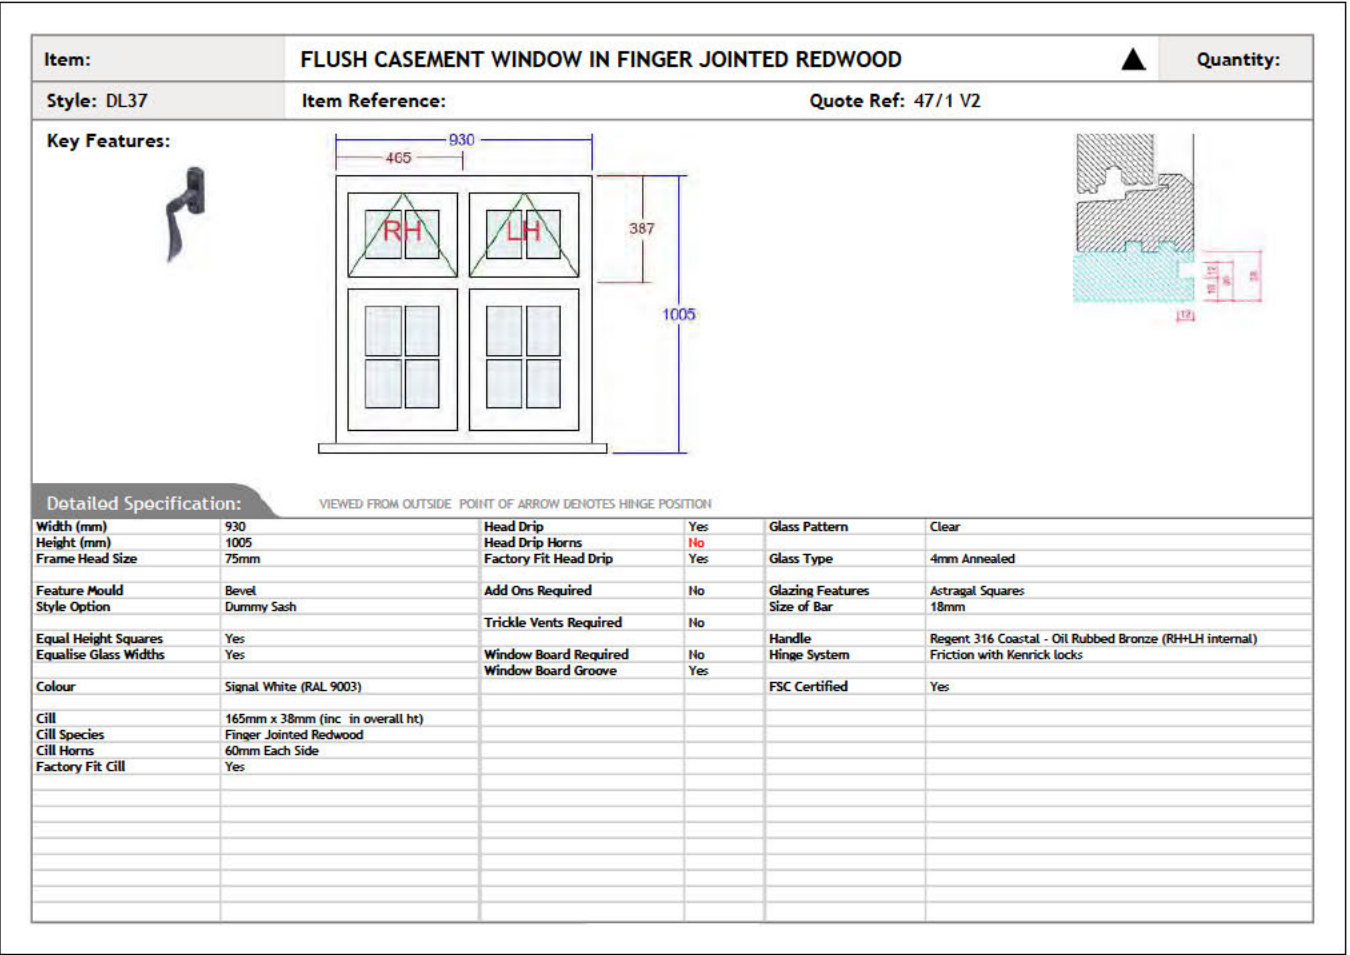 Item:
FLUSH CASEMENT WINDOW IN FINGER JOINTED REDWOOD
Quantity:
Style: DL37
Item Reference:
Quote Ref: 47/1 V2
Key Features:
930
465
RH
LH
387
1005
12
12
Detailed Specification:
VIEWED FROM OUTSIDE POINT OF ARROW DENOTES HINGE POSITION
Width (mm) 930 Head Drip Yes Glass Pattern Clear
Height (mm) 1005 Head Drip Horns No
Frame Head Size 75mm Factory Fit Head Drip Yes Glass Type 4mm Annealed
Feature Mould Bevel Add Ons Required No Glazing Features Astragal Squares
Style Option Dummy Sash Size of Bar 18mm
Trickle Vents Required No
Equal Height Squares Yes Handle Regent 316 Coastal - Oil Rubbed Bronze (RH+LH internal)
Equalise Glass Widths Yes Window Board Required No Hinge System Friction with Kenrick locks
Window Board Groove Yes
Colour Signal White (RAL 9003) FSC Certified Yes
Cill 165mm x 38mm (inc in overall ht)
Cill Species Finger Jointed Redwood
Cill Horns 60mm Each Side
Factory Fit Cill Yes